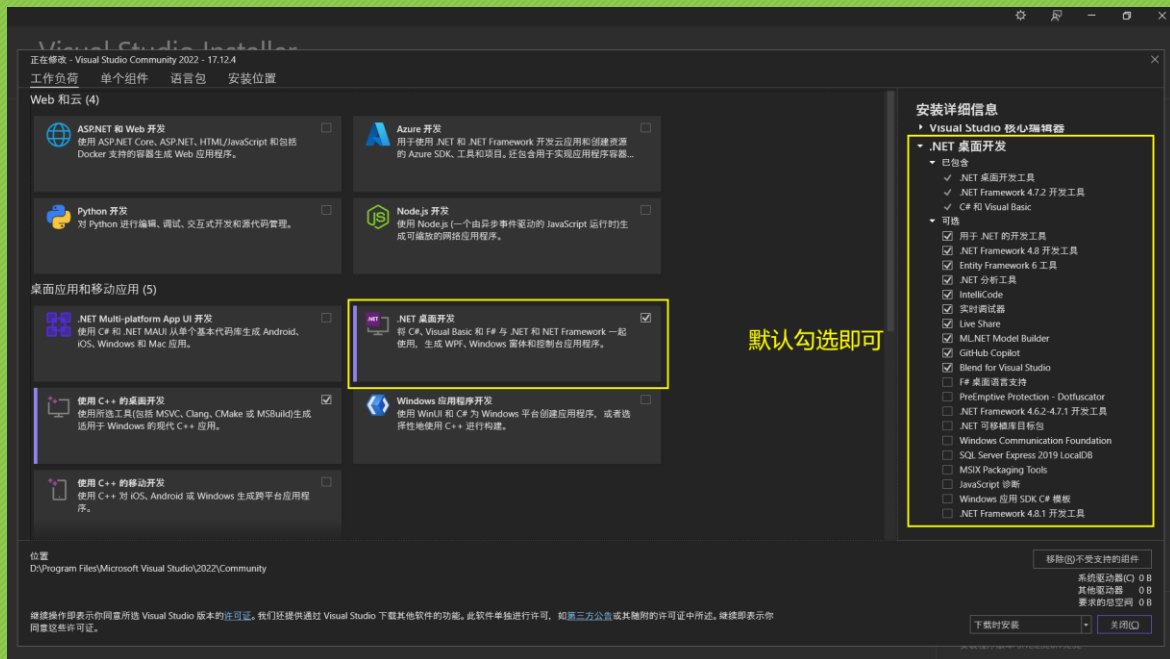 Visual Studio Installer
正在修改 - Visual Studio Community 2022 - 17.12.4
工作负荷 单个组件 语言包 安装位置
Web 和云 (4)
ASP.NET 和 Web 开发
使用 ASP.NET Core、ASP.NET、HTML/JavaScript 和包括
Docker 支持的容器生成 Web 应用程序。
Azure 开发
用于使用 .NET 和 .NET Framework 开发云应用和创建资源
的 Azure SDK、工具和项目。还包含用于实现应用程序容器...
Python 开发
对 Python 进行编辑、调试、交互式开发和源代码管理。
Node.js 开发
使用 Node.js (一个由异步事件驱动的 JavaScript 运行时)生
成可缩放的网络应用程序。
桌面应用和移动应用 (5)
.NET Multi-platform App UI 开发
使用 C# 和 .NET MAUI 从单个基本代码库生成 Android、
iOS、Windows 和 Mac 应用。
.NET
.NET 桌面开发
将 C#、Visual Basic 和 F# 与 .NET 和 .NET Framework 一起
使用，生成 WPF、Windows 窗体和控制台应用程序。
使用 C++ 的桌面开发
使用所选工具(包括 MSVC、Clang、CMake 或 MSBuild)生成
适用于 Windows 的现代 C++ 应用。
Windows 应用程序开发
使用 WinUI 和 C# 为 Windows 平台创建应用程序，或者选
择性地使用 C++ 进行构建。
使用 C++ 的移动开发
使用 C++ 对 iOS、Android 或 Windows 生成跨平台应用程
序。
默认勾选即可
安装详细信息
Visual Studio 核心编辑器
.NET 桌面开发
已包含
.NET 桌面开发工具
.NET Framework 4.7.2 开发工具
C# 和 Visual Basic
可选
用于 .NET 的开发工具
.NET Framework 4.8 开发工具
Entity Framework 6 工具
.NET 分析工具
IntelliCode
实时调试器
Live Share
ML.NET Model Builder
GitHub Copilot
Blend for Visual Studio
F# 桌面语言支持
PreEmptive Protection - Dotfuscator
.NET Framework 4.6.2-4.7.1 开发工具
.NET 可移植库目标包
Windows Communication Foundation
SQL Server Express 2019 LocalDB
MSIX Packaging Tools
JavaScript 诊断
Windows 应用 SDK C# 模板
.NET Framework 4.8.1 开发工具
位置
D:\Program Files\Microsoft Visual Studio\2022\Community
移除(R)不受支持的组件
系统驱动器(C) 0 B
其他驱动器 0 B
要求的总空间 0 B
继续操作即表示你同意所选 Visual Studio 版本的许可证。我们还提供通过 Visual Studio 下载其他软件的功能。此软件单独进行许可，如第三方公告或其随附的许可证中所述。继续即表示你
同意这些许可证。
下载时安装
关闭(C)